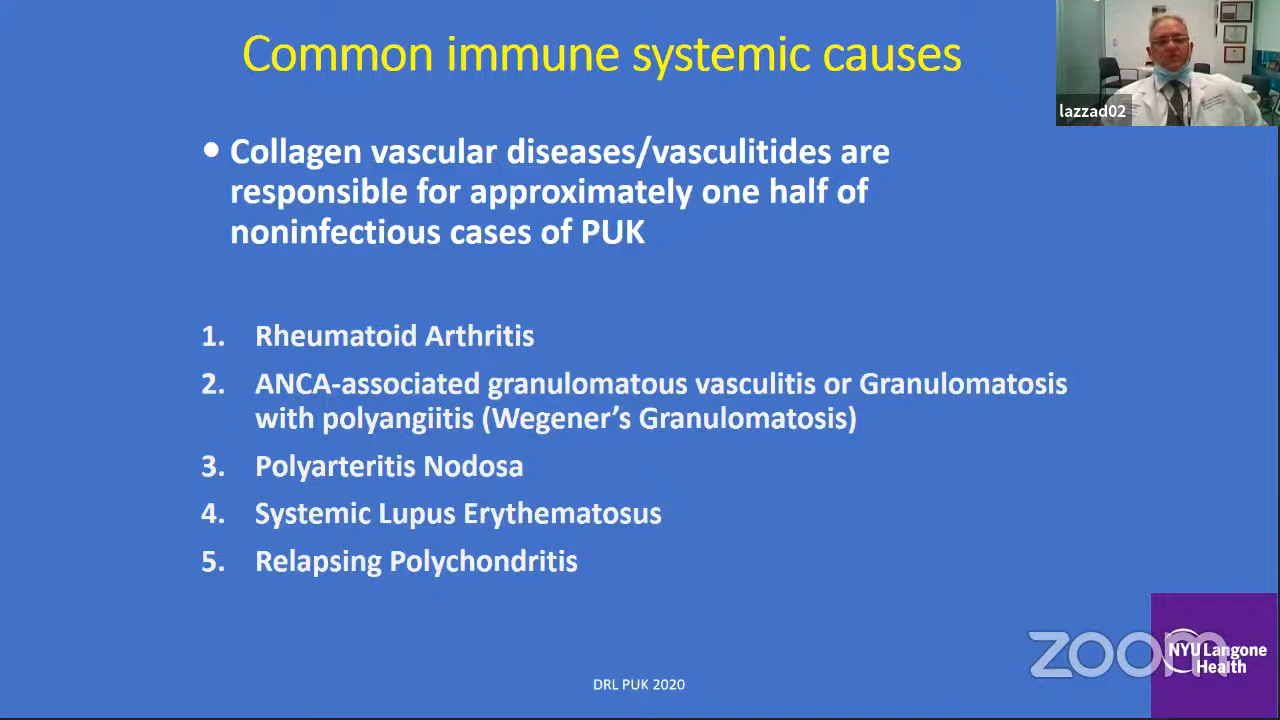 Common immune systemic causes
lazzad02
• Collagen vascular diseases/vasculitides are
responsible for approximately one half of
noninfectious cases of PUK
1. Rheumatoid Arthritis
2. ANCA-associated granulomatous vasculitis or Granulomatosis
with polyangiitis (Wegener's Granulomatosis)
3. Polyarteritis Nodosa
4. Systemic Lupus Erythematosus
5. Relapsing Polychondritis
zoom
NYU Langone
Health
DRL PUK 2020